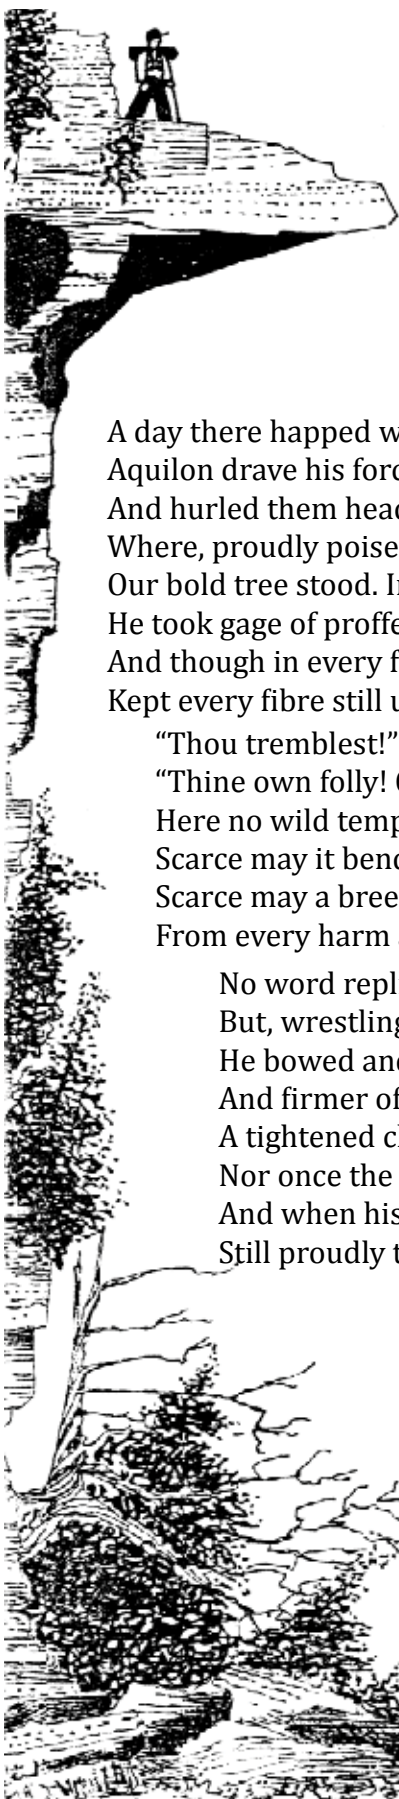 A day there happed w
Aquilon drave his forc
And hurled them head
Where, proudly poise
Our bold tree stood. I
He took gage of proffe
And though in every f
Kept every fibre still u
“Thou tremblest!”
“Thine own folly! 
Here no wild temp
Scarce may it bend
Scarce may a bree
From every harm
No word repl
But, wrestling
He bowed and
And firmer of
A tightened cl
Nor once the
And when his
Still proudly t